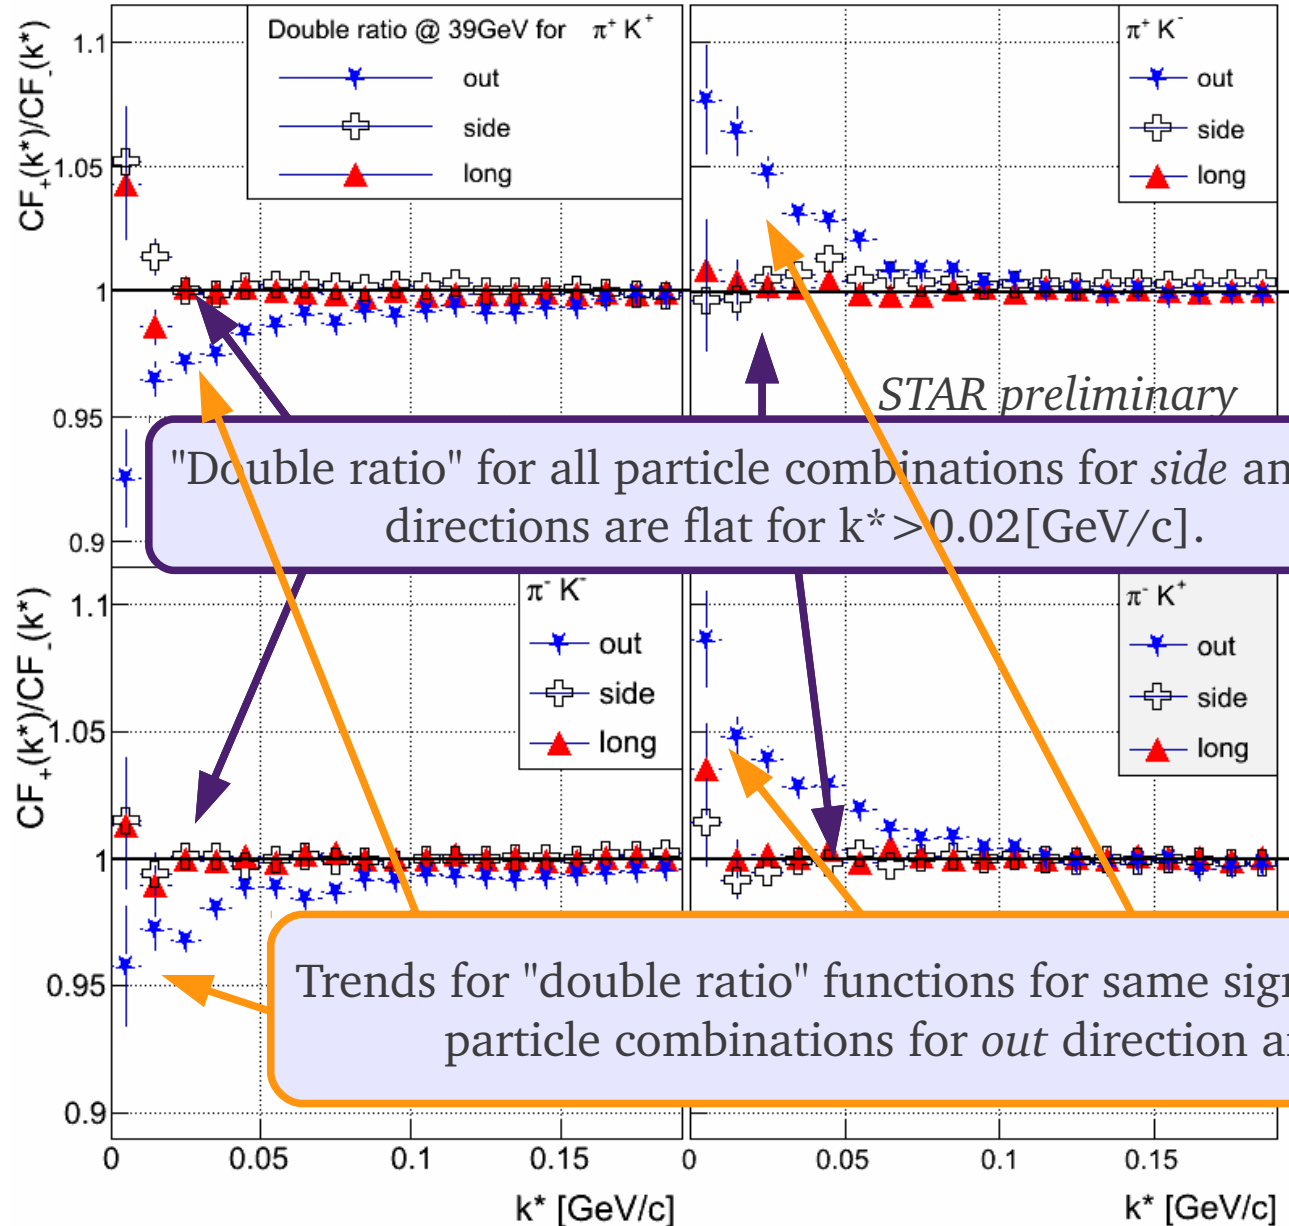 CF₊(k*)/CF₋(k*)
1.1
1.05
1
0.95
0.9
Double ratio @ 39GeV for π⁺ K⁺
out
side
long
π⁺ K⁻
out
side
long
STAR preliminary
"Double ratio" for all particle combinations for side an
directions are flat for k*>0.02[GeV/c].
CF₊(k*)/CF₋(k*)
1.1
1.05
1
0.95
0.9
π⁻ K⁻
out
side
long
π⁻ K⁺
out
side
long
Trends for "double ratio" functions for same sig
particle combinations for out direction a
0 0.05 0.1 0.15 0 0.05 0.1 0.15
k* [GeV/c] k* [GeV/c]